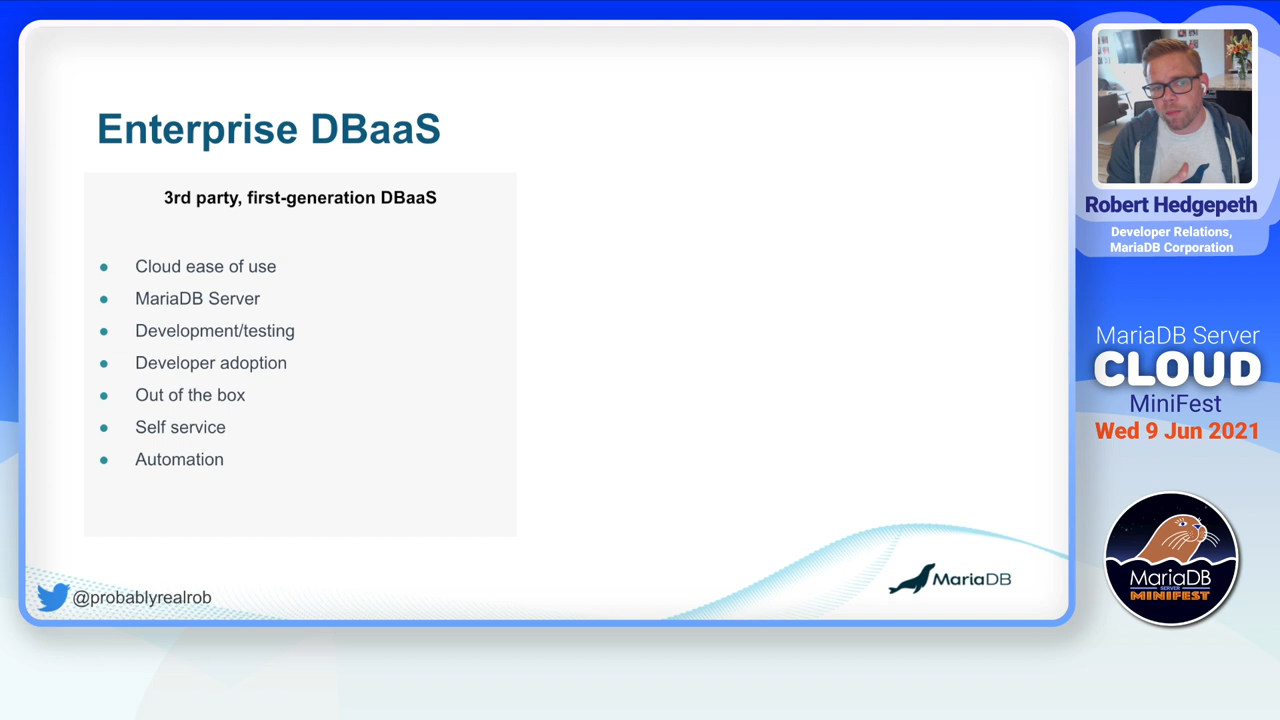 Enterprise DBaaS
3rd party, first-generation DBaaS
Cloud ease of use
MariaDB Server
Development/testing
Developer adoption
Out of the box
Self service
Automation
@probablyrealrob
MariaDB
Robert Hedgepeth
Developer Relations,
MariaDB Corporation
MariaDB Server
CLOUD
MiniFest
Wed 9 Jun 2021
MariaDB
SERVER
MINIFEST